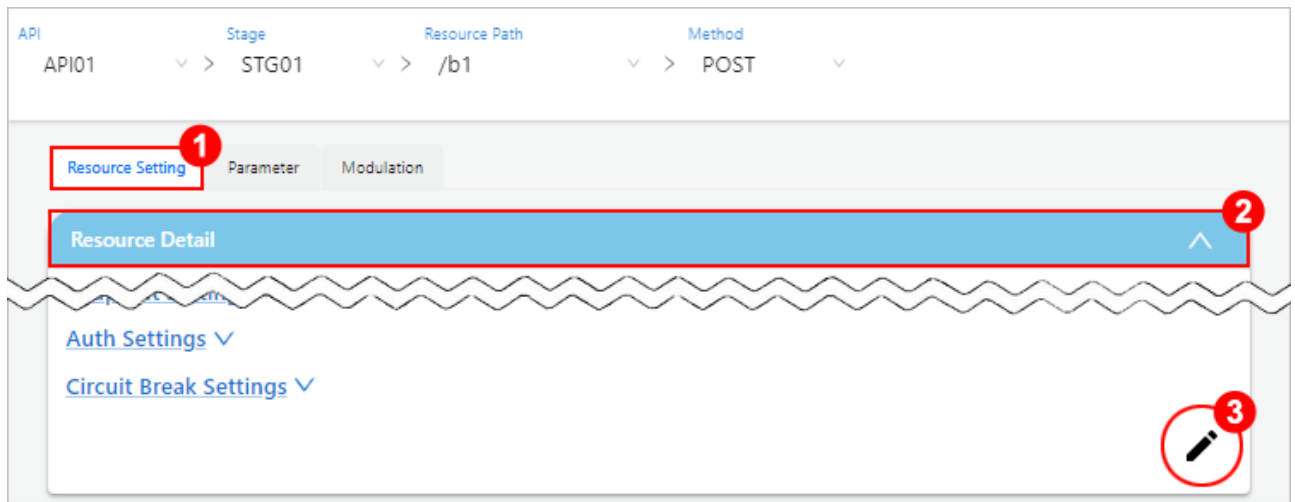 API Stage Resource Path Method
API01 > STG01 > /b1 > POST
1
Resource Setting Parameter Modulation
2
Resource Detail
Auth Settings
Circuit Break Settings
3